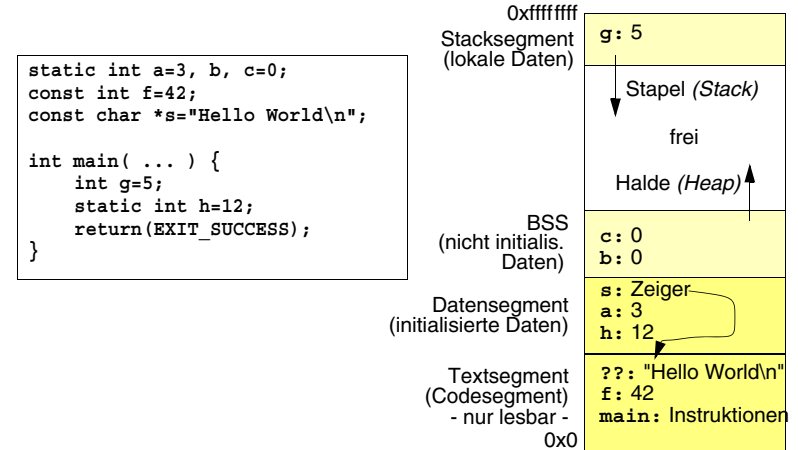 static int a=3, b, c=0;
const int f=42;
const char *s="Hello World\n";
int main( ... ) {
int g=5;
static int h=12;
return(EXIT_SUCCESS);
}
0xffffffff
Stacksegment
(lokale Daten)
g: 5
Stapel (Stack)
frei
Halde (Heap)
BSS
(nicht initialis.
Daten)
c: 0
b: 0
Datensegment
(initialisierte Daten)
s: Zeiger
a: 3
h: 12
Textsegment
(Codesegment)
- nur lesbar -
0x0
??: "Hello World\n"
f: 42
main: Instruktionen